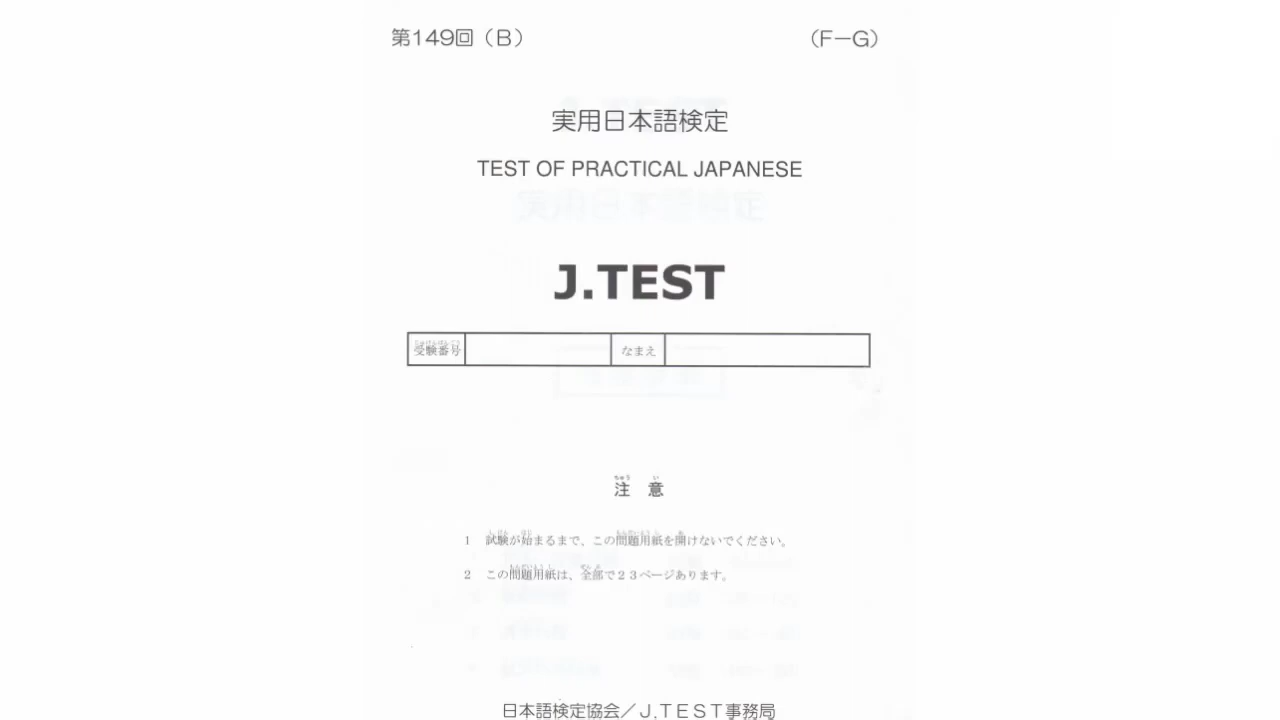 第149回（B）
（F－G）
実用日本語検定
TEST OF PRACTICAL JAPANESE
J.TEST
受験番号
なまえ
注意
1 試験が始まるまで、この問題用紙を開けないでください。
2 この問題用紙は、全部で23ページあります。
日本語検定協会／J.TEST事務局